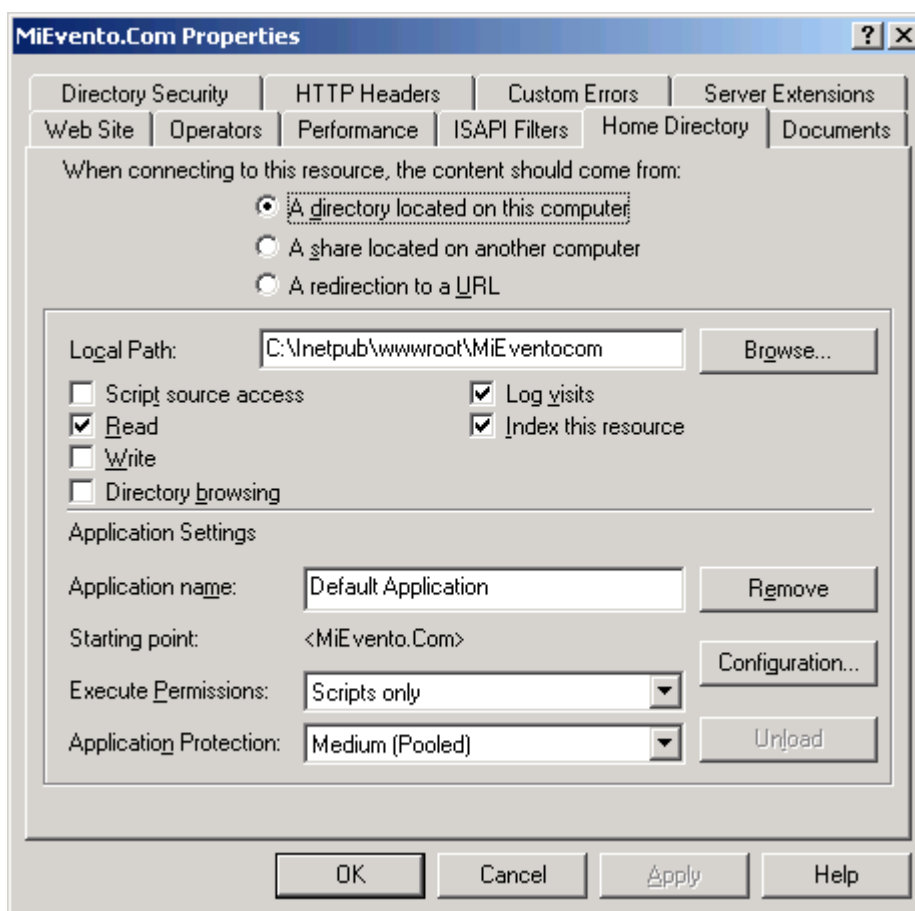 MiEvento.Com Properties
Directory Security HTTP Headers Custom Errors Server Extensions
Web Site Operators Performance ISAPI Filters Home Directory Documents
When connecting to this resource, the content should come from:
A directory located on this computer
A share located on another computer
A redirection to a URL
Local Path: C:\Inetpub\wwwroot\MiEventocom Browse...
Script source access Log visits
Read Index this resource
Write
Directory browsing
Application Settings
Application name: Default Application Remove
Starting point: <MiEvento.Com>
Configuration...
Execute Permissions: Scripts only
Application Protection: Medium (Pooled) Unload
OK Cancel Apply Help